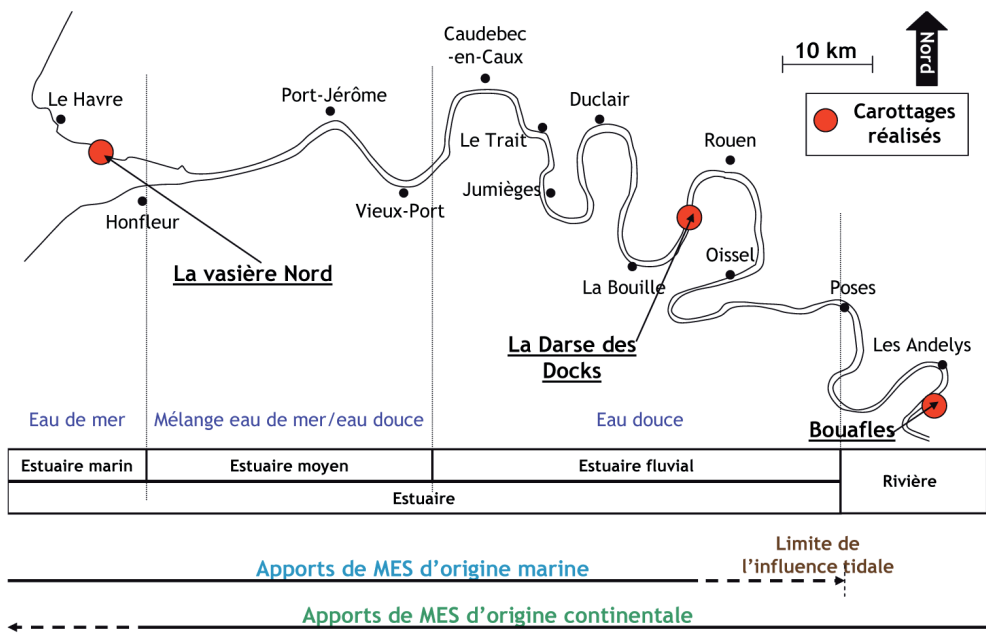 Caudebec
-en-Caux
10 km
Nord
Le Havre
Port-Jérôme
Duclair
Carottages
réalisés
Le Trait
Rouen
Jumièges
Vieux-Port
Honfleur
La vasière Nord
La Bouille
Oissel
Poses
La Darse des
Docks
Les Andelys
Bouafles
Eau de mer
Mélange eau de mer/eau douce
Eau douce
Estuaire marin
Estuaire moyen
Estuaire fluvial
Rivière
Estuaire
Limite de
l'influence tidale
Apports de MES d'origine marine
Apports de MES d'origine continentale